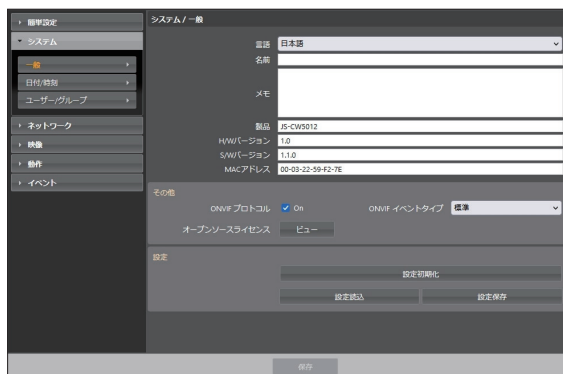 簡単設定
システム
一般
日付/時刻
ユーザー/グループ
ネットワーク
映像
動作
イベント
システム / 一般
言語 日本語
名前
メモ
製品 JS-CW5012
H/Wバージョン 1.0
S/Wバージョン 1.1.0
MACアドレス 00-03-22-59-F2-7E
その他
ONVIF プロトコル On ONVIF イベントタイプ 標準
オープンソースライセンス ビュー
設定
設定初期化
設定読込 設定保存
保存